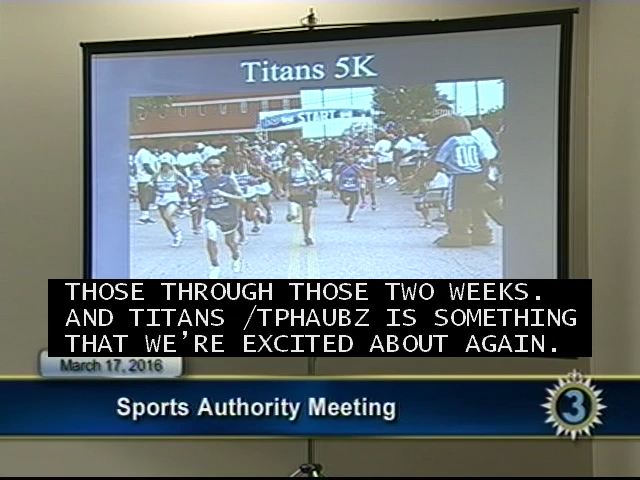 Titans 5K
START
00
THOSE THROUGH THOSE TWO WEEKS.
AND TITANS /TPHAUBZ IS SOMETHING
THAT WE'RE EXCITED ABOUT AGAIN.
March 17, 2016
Sports Authority Meeting
3